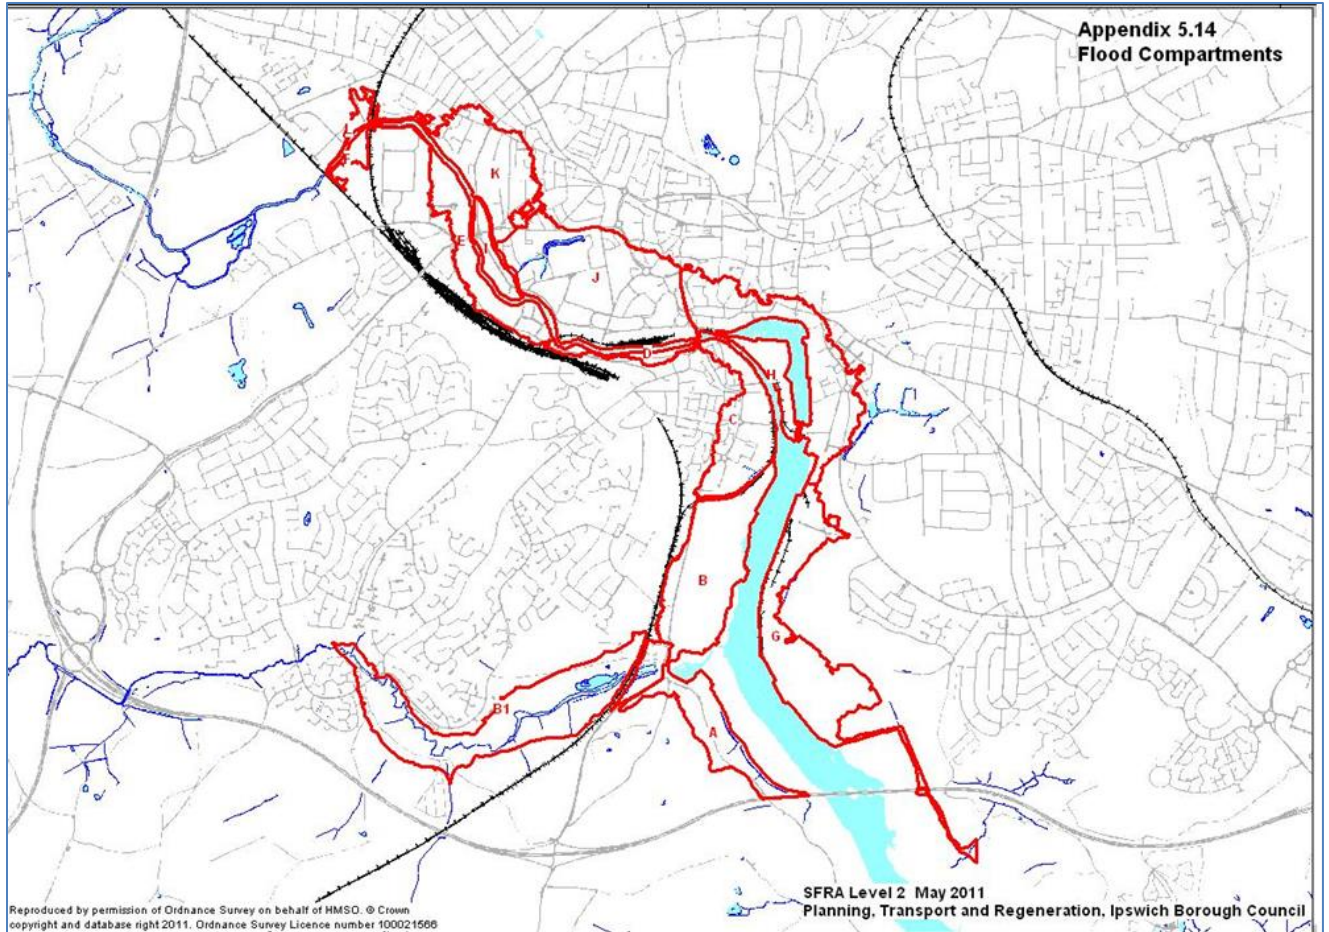 Appendix 5.14
Flood Compartments
L
F
K
E
I
J
D
H
C
B
G
B1
A
SFRA Level 2 May 2011
Planning, Transport and Regeneration, Ipswich Borough Council
Reproduced by permission of Ordnance Survey on behalf of HMSO. © Crown
copyright and database right 2011. Ordnance Survey Licence number 100021566